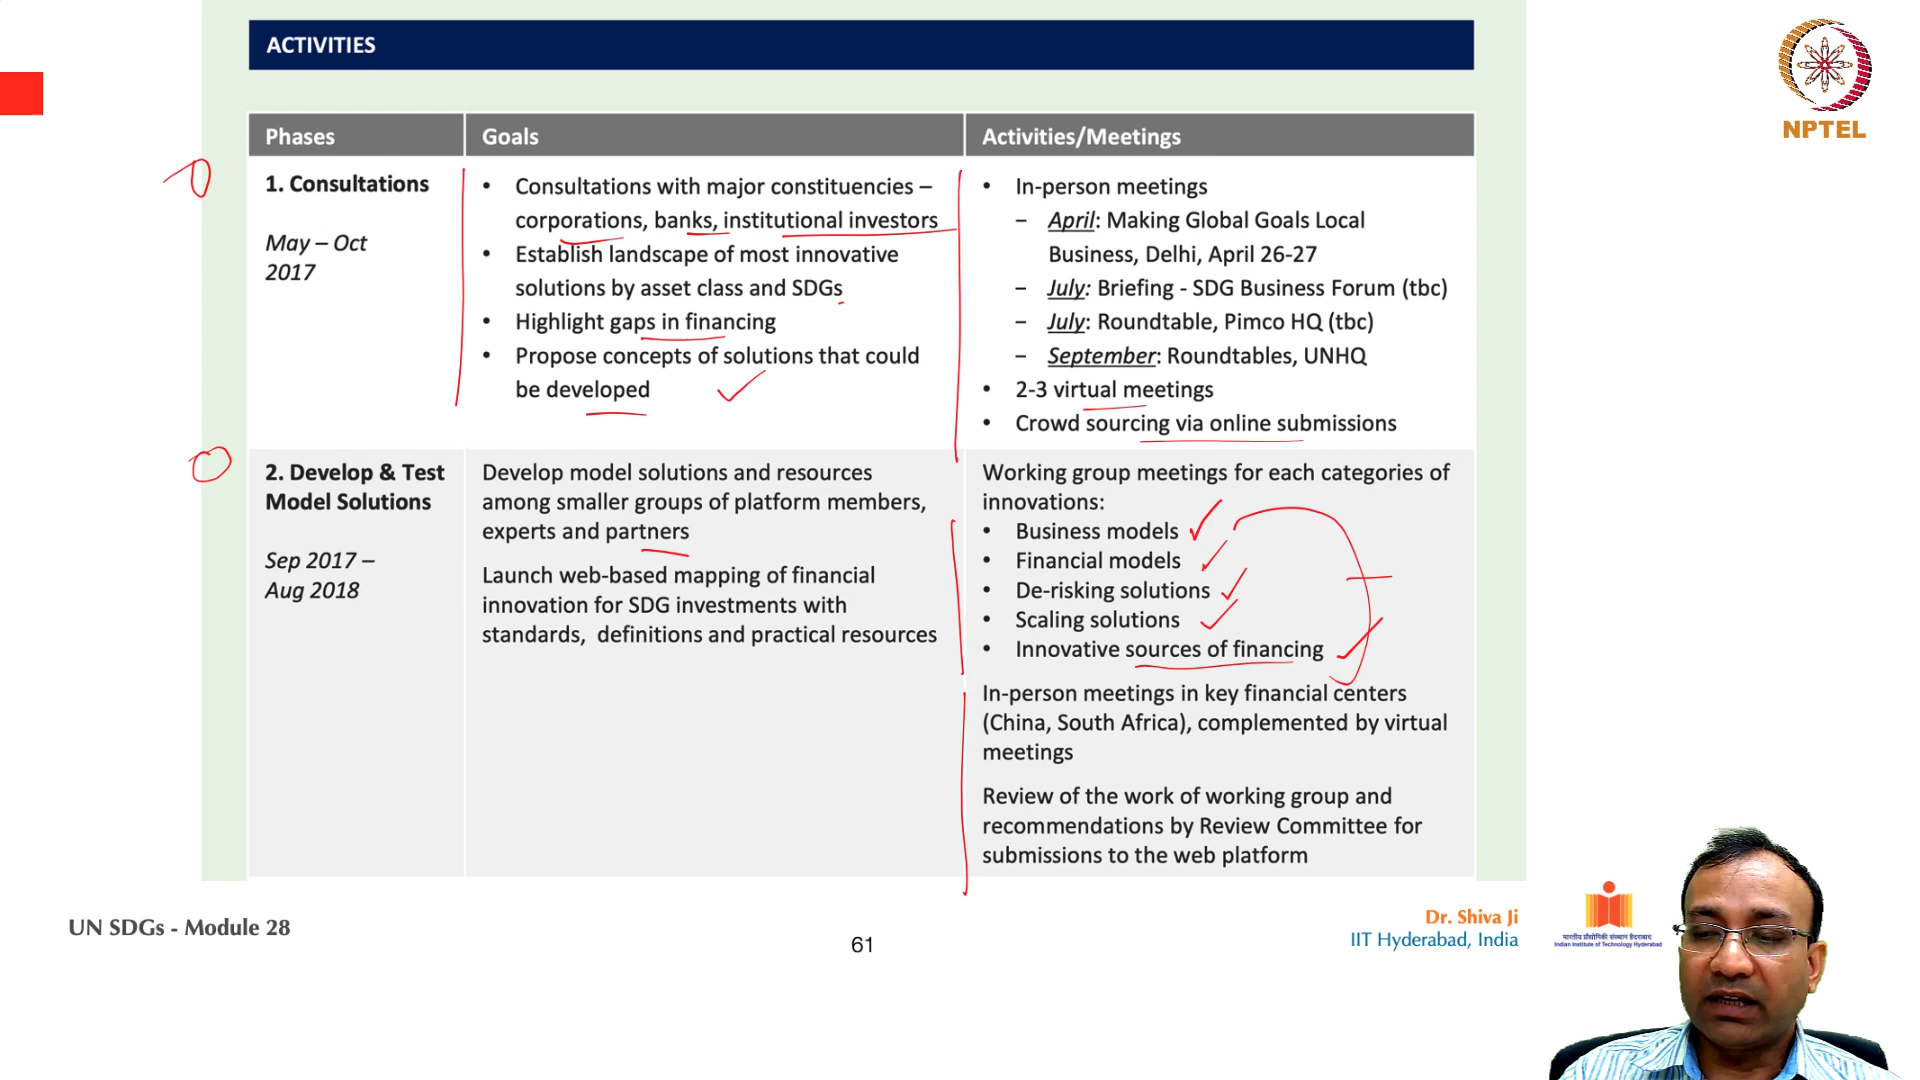 ACTIVITIES
NPTEL
Phases
Goals
Activities/Meetings
1. Consultations
May – Oct
2017
• Consultations with major constituencies –
corporations, banks, institutional investors
• Establish landscape of most innovative
solutions by asset class and SDGs
• Highlight gaps in financing
• Propose concepts of solutions that could
be developed
• In-person meetings
– April: Making Global Goals Local
Business, Delhi, April 26-27
– July: Briefing - SDG Business Forum (tbc)
– July: Roundtable, Pimco HQ (tbc)
– September: Roundtables, UNHQ
• 2-3 virtual meetings
• Crowd sourcing via online submissions
2. Develop & Test
Model Solutions
Sep 2017 –
Aug 2018
Develop model solutions and resources
among smaller groups of platform members,
experts and partners
Launch web-based mapping of financial
innovation for SDG investments with
standards, definitions and practical resources
Working group meetings for each categories of
innovations:
• Business models
• Financial models
• De-risking solutions
• Scaling solutions
• Innovative sources of financing
In-person meetings in key financial centers
(China, South Africa), complemented by virtual
meetings
Review of the work of working group and
recommendations by Review Committee for
submissions to the web platform
UN SDGs - Module 28
61
Dr. Shiva Ji
IIT Hyderabad, India
भारतीय प्रौद्योगिकी संस्थान हैदराबाद
Indian Institute of Technology Hyderabad